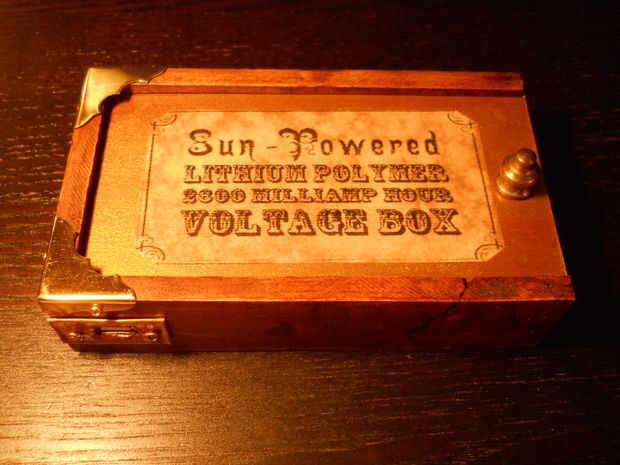 Sun-Powered
LITHIUM POLYMER
2600 MILLIAMP HOUR
VOLTAGE BOX